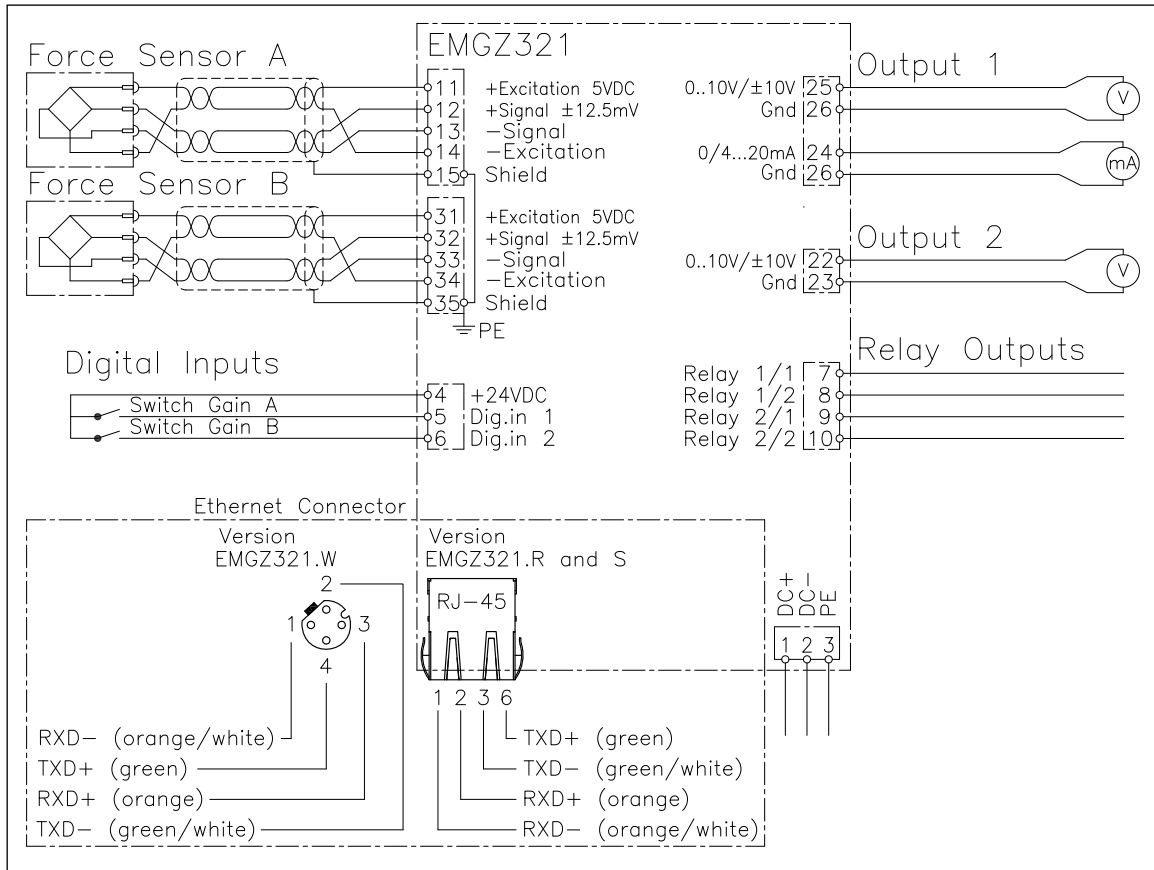 Force Sensor A
EMGZ321
Output 1
11 +Excitation 5VDC
12 +Signal ±12.5mV
13 −Signal
14 −Excitation
15 Shield
0..10V/±10V 25
Gnd 26
V
0/4...20mA 24
Gnd 26
mA
Force Sensor B
31 +Excitation 5VDC
32 +Signal ±12.5mV
33 −Signal
34 −Excitation
35 Shield
PE
Output 2
0..10V/±10V 22
Gnd 23
V
Digital Inputs
Switch Gain A
Switch Gain B
4 +24VDC
5 Dig.in 1
6 Dig.in 2
Relay Outputs
Relay 1/1 7
Relay 1/2 8
Relay 2/1 9
Relay 2/2 10
Ethernet Connector
Version
EMGZ321.W
2
1 3
4
RXD− (orange/white)
TXD+ (green)
RXD+ (orange)
TXD− (green/white)
Version
EMGZ321.R and S
RJ−45
1 2 3 6
TXD+ (green)
TXD− (green/white)
RXD+ (orange)
RXD− (orange/white)
DC+
DC−
PE
1 2 3